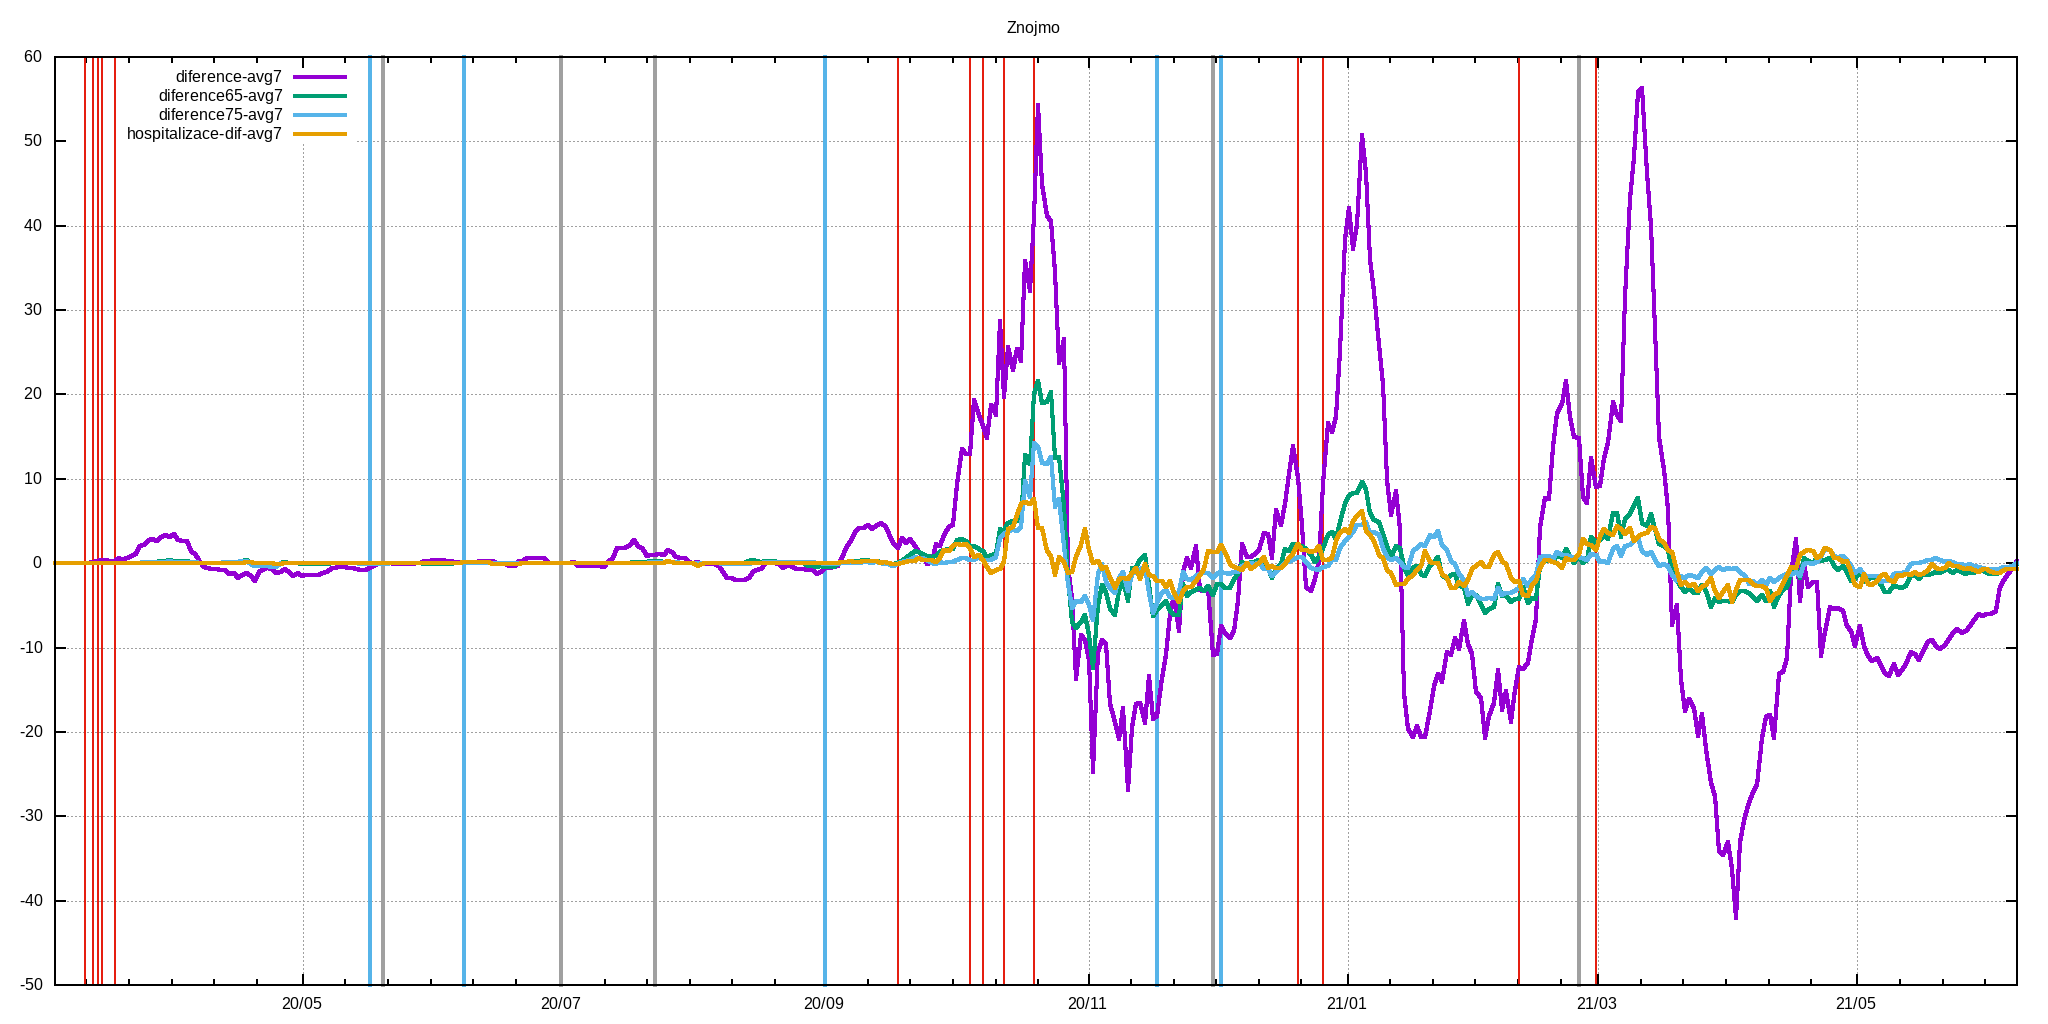 Znojmo
diference-avg7
diference65-avg7
diference75-avg7
hospitalizace-dif-avg7
60
50
40
30
20
10
0
-10
-20
-30
-40
-50
20/05 20/07 20/09 20/11 21/01 21/03 21/05